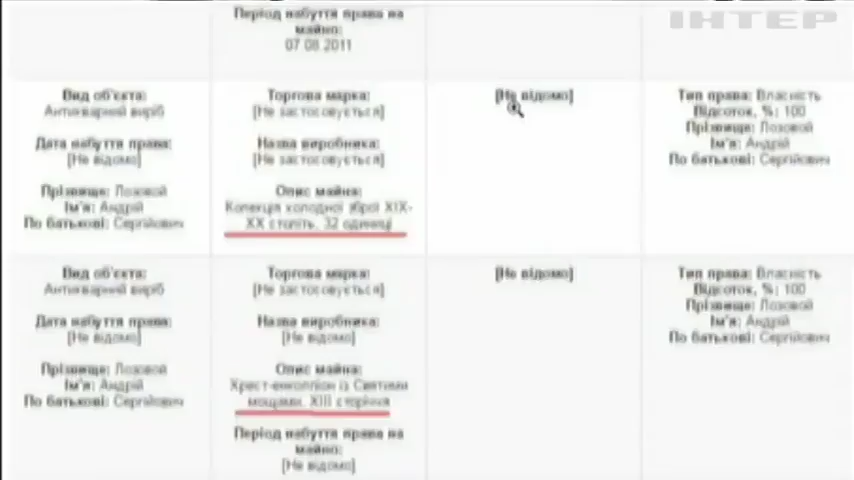 ІНТЕР
Період набуття права на
майно:
07.08.2011
Вид об'єкта:
Антикварний виріб
Дата набуття права:
[Не відомо]
Прізвище: Лозовой
Ім'я: Андрій
По батькові: Сергійович
Торгова марка:
[Не застосовується]
Назва виробника:
[Не застосовується]
Опис майна:
Колекція холодної зброї XIX-
XX століть, 32 одиниці
[Не відомо]
Тип права: Власність
Відсоток, %: 100
Прізвище: Лозовой
Ім'я: Андрій
По батькові: Сергійович
Вид об'єкта:
Антикварний виріб
Дата набуття права:
[Не відомо]
Прізвище: Лозовой
Ім'я: Андрій
По батькові: Сергійович
Торгова марка:
[Не застосовується]
Назва виробника:
[Не відомо]
Опис майна:
Хрест-енколпіон із Святими
мощами, XIII сторіччя
Період набуття права на
майно:
[Не відомо]
[Не відомо]
Тип права: Власність
Відсоток, %: 100
Прізвище: Лозовой
Ім'я: Андрій
По батькові: Сергійович